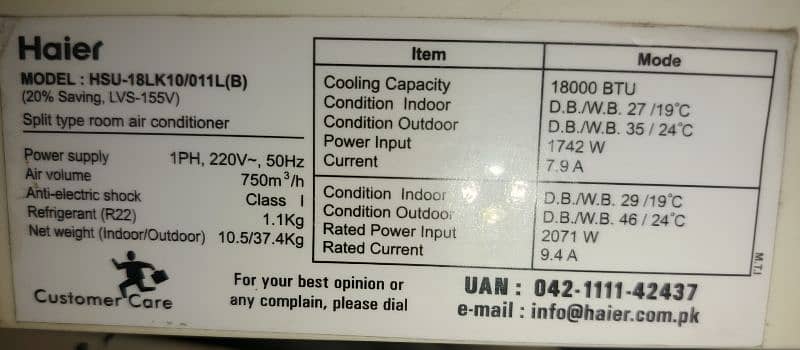 Haier
MODEL : HSU-18LK10/011L(B)
(20% Saving, LVS-155V)
Split type room air conditioner
Power supply 1PH, 220V~, 50Hz
Air volume 750m³/h
Anti-electric shock Class I
Refrigerant (R22) 1.1Kg
Net weight (Indoor/Outdoor) 10.5/37.4Kg
Item Mode
Cooling Capacity 18000 BTU
Condition Indoor D.B./W.B. 27 /19°C
Condition Outdoor D.B./W.B. 35 / 24°C
Power Input 1742 W
Current 7.9 A
Condition Indoor D.B./W.B. 29 /19°C
Condition Outdoor D.B./W.B. 46 / 24°C
Rated Power Input 2071 W
Rated Current 9.4 A
M.T.I
Customer Care
For your best opinion or
any complain, please dial
UAN : 042-1111-42437
e-mail : info@haier.com.pk